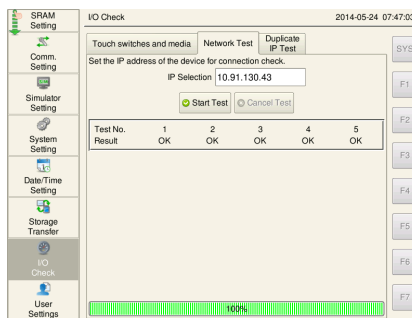 SRAM
Setting
I/O Check
2014-05-24 07:47:03
Touch switches and media
Network Test
Duplicate
IP Test
Set the IP address of the device for connection check.
IP Selection 10.91.130.43
Start Test
Cancel Test
Test No. 1 2 3 4 5
Result OK OK OK OK OK
100%
Comm.
Setting
Simulator
Setting
System
Setting
Date/Time
Setting
Storage
Transfer
I/O
Check
User
Settings
SYS
F1
F2
F3
F4
F5
F6
F7